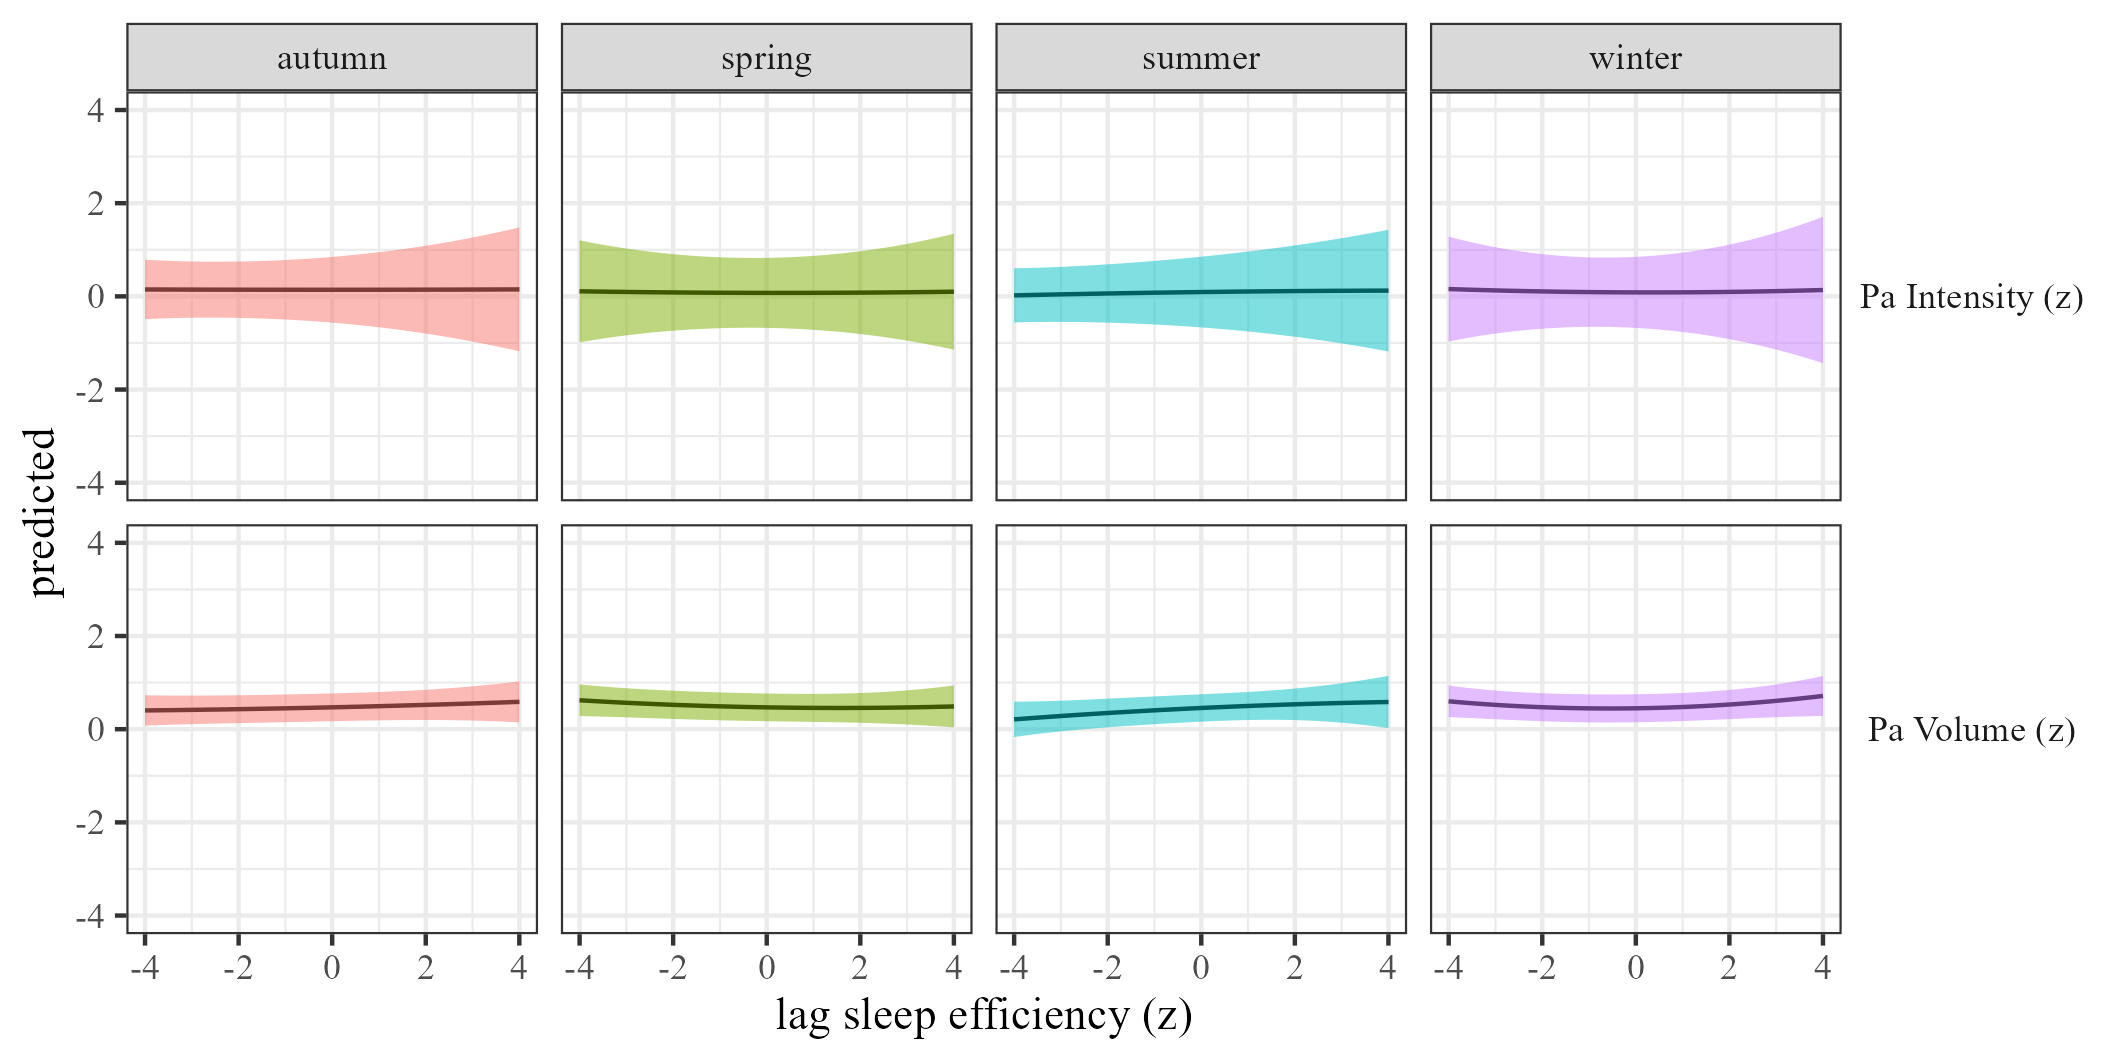 autumn spring summer winter
4
2
0
-2
-4
Pa Intensity (z)
predicted
4
2
0
-2
-4
Pa Volume (z)
-4 -2 0 2 4 -4 -2 0 2 4 -4 -2 0 2 4 -4 -2 0 2 4
lag sleep efficiency (z)